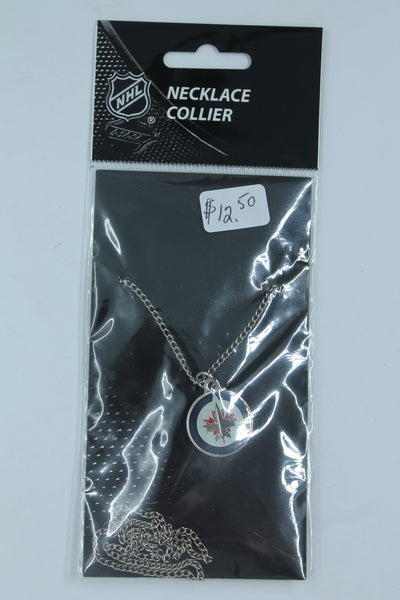 NHL
®
NECKLACE
COLLIER
$12.50